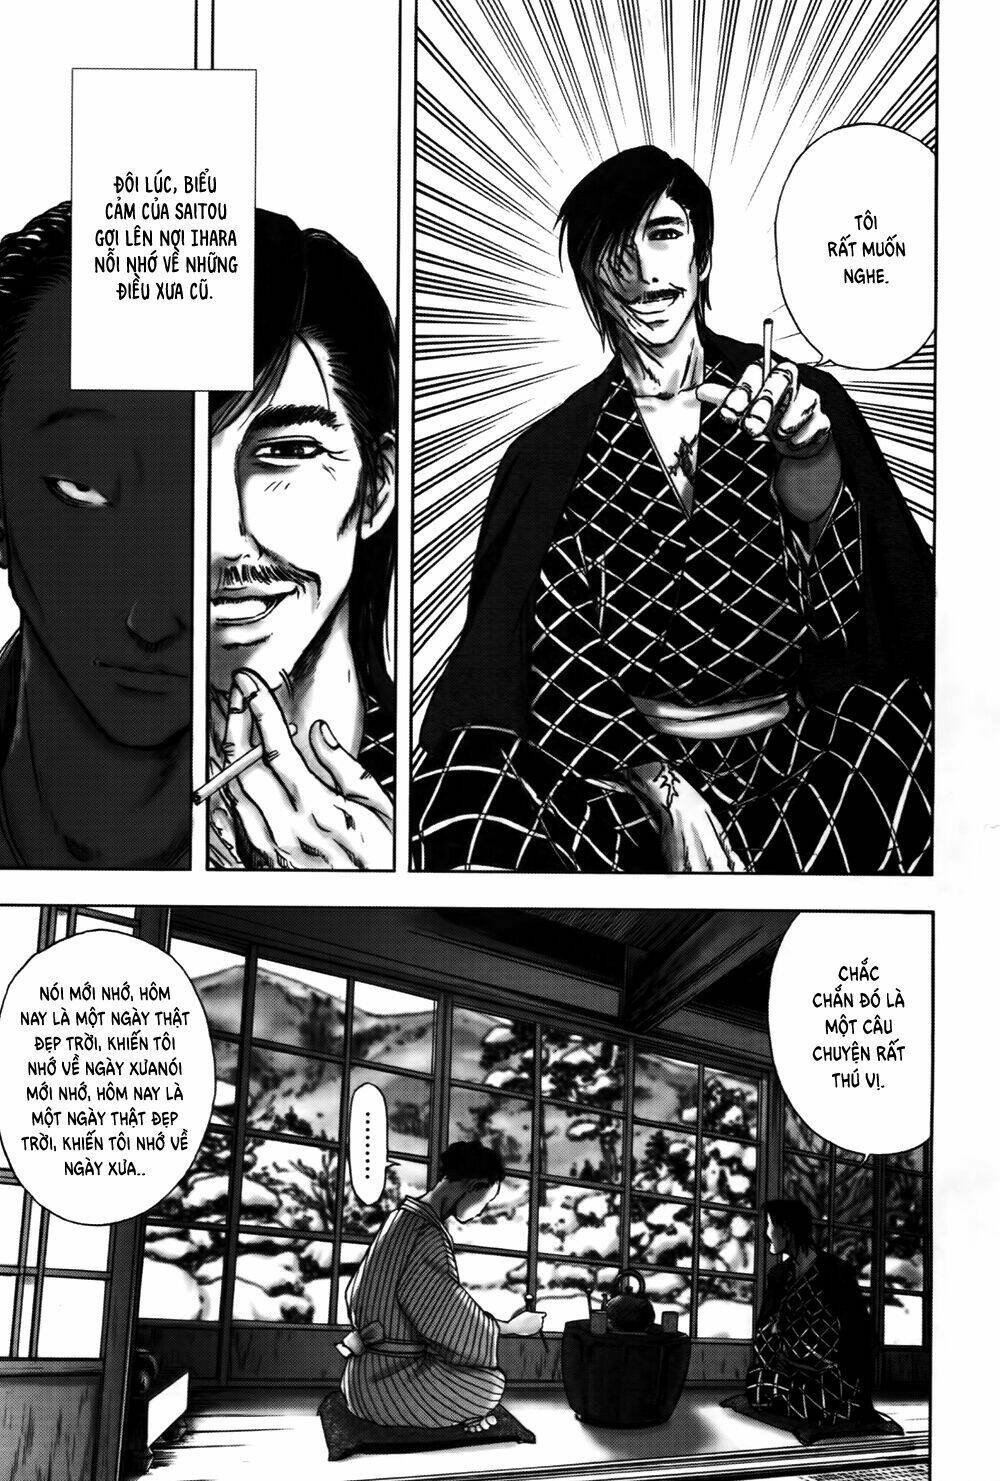 TÔI
RẤT MUỐN
NGHE.
ĐÔI LÚC, BIỂU
CẢM CỦA SAITOU
GỢI LÊN NƠI IHARA
NỖI NHỚ VỀ NHỮNG
ĐIỀU XƯA CŨ.
CHẮC
CHẮN ĐÓ LÀ
MỘT CÂU
CHUYỆN RẤT
THÚ VỊ.
.........
NÓI MỚI NHỚ, HÔM
NAY LÀ MỘT NGÀY THẬT
ĐẸP TRỜI, KHIẾN TÔI
NHỚ VỀ NGÀY XƯANÓI
MỚI NHỚ, HÔM NAY LÀ
MỘT NGÀY THẬT ĐẸP
TRỜI, KHIẾN TÔI NHỚ VỀ
NGÀY XƯA..